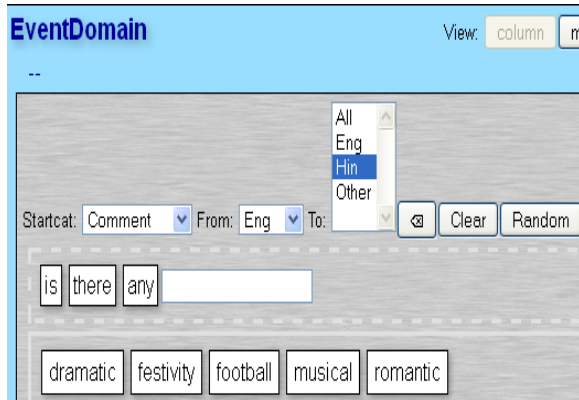 EventDomain View: column
--
All
Eng
Hin
Other
Startcat: Comment From: Eng To: ⌫ Clear Random
is there any
dramatic festivity football musical romantic